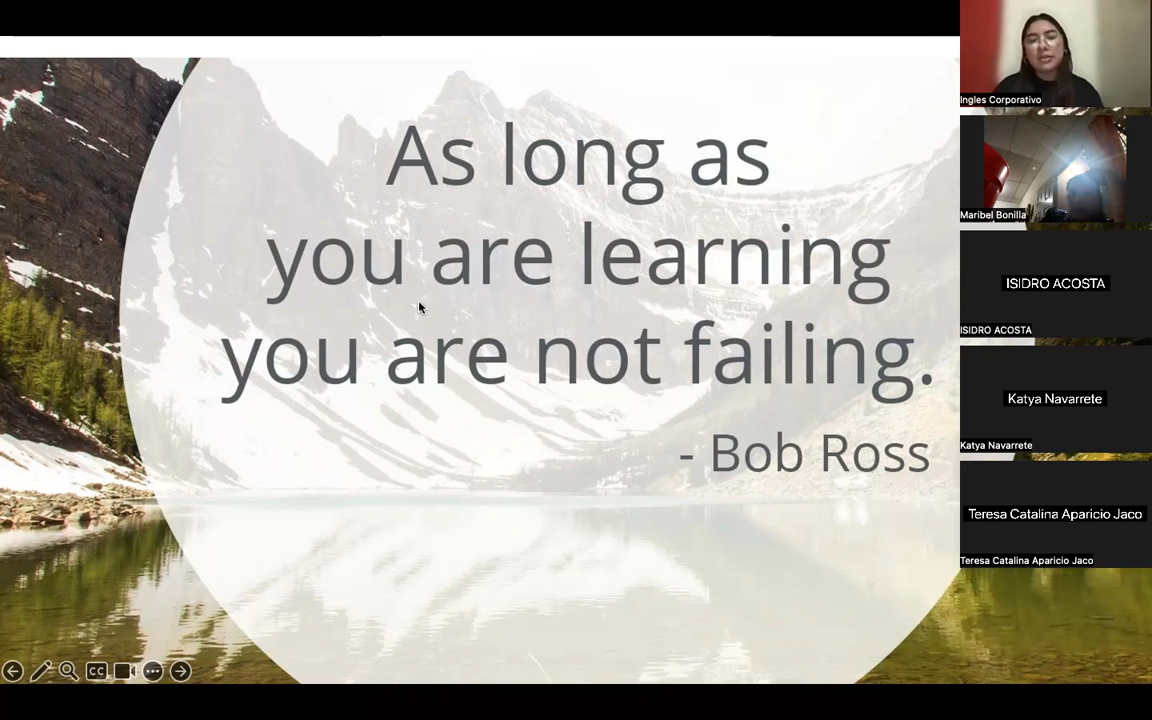 As long as
you are learning
you are not failing.
- Bob Ross
Ingles Corporativo
Maribel Bonilla
ISIDRO ACOSTA
ISIDRO ACOSTA
Katya Navarrete
Katya Navarrete
Teresa Catalina Aparicio Jaco
Teresa Catalina Aparicio Jaco
CC